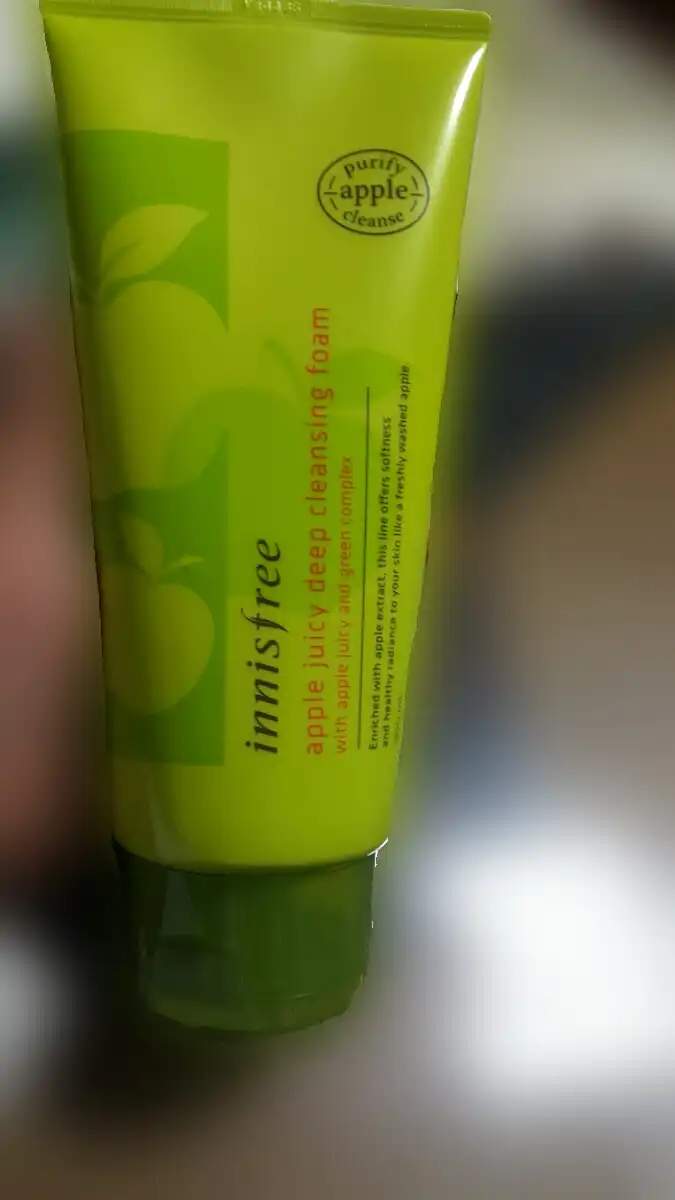 purify
apple
cleanse
innisfree
apple juicy deep cleansing foam
with apple juicy and green complex
Enriched with apple extract, this line offers softness
and healthy radiance to your skin like a freshly washed apple.